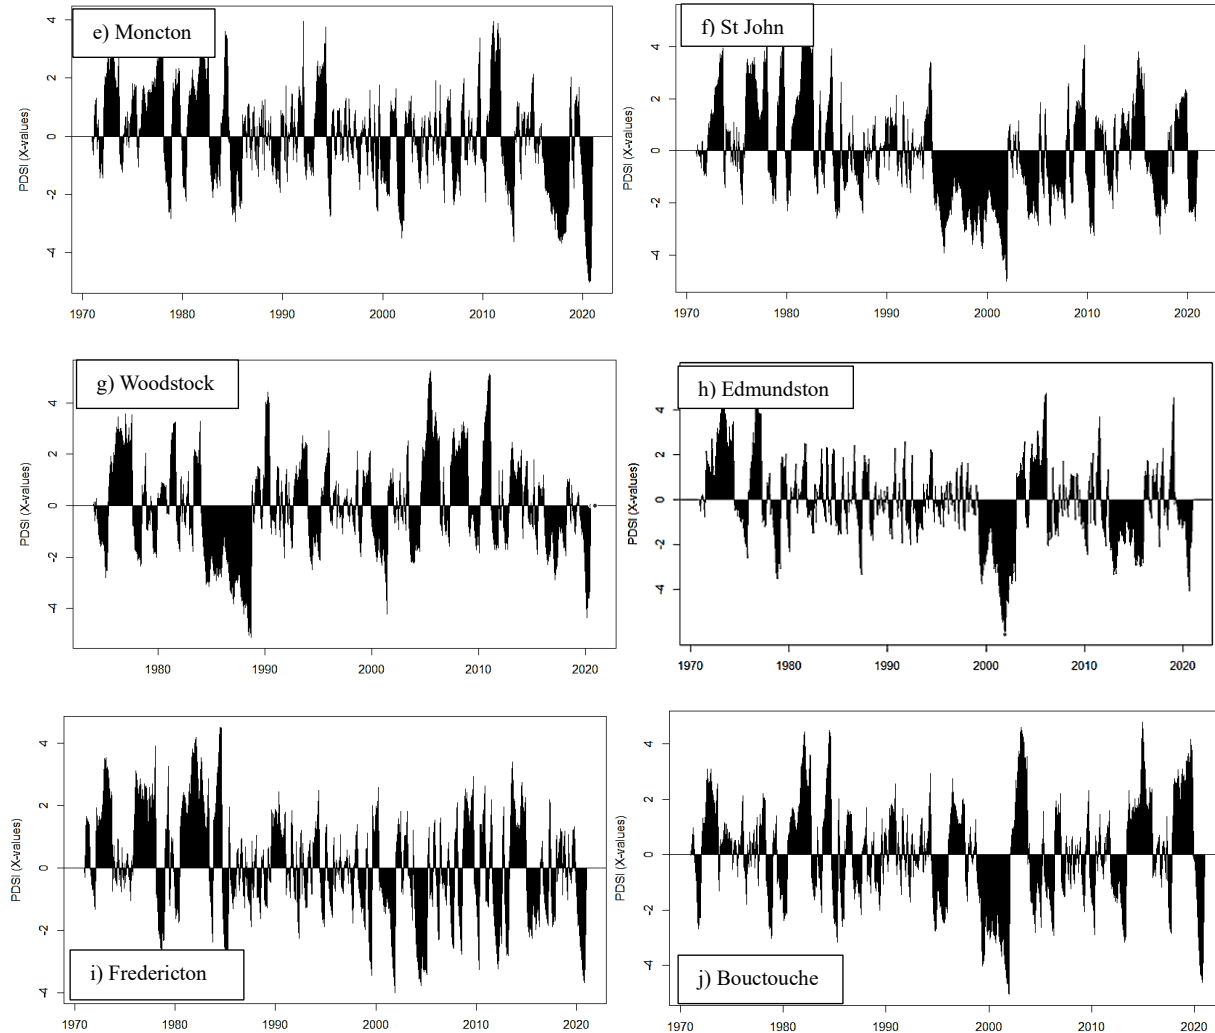 e) Moncton
PDSI (X-values)
4
2
0
-2
-4
1970 1980 1990 2000 2010 2020
f) St John
PDSI (X-values)
4
2
0
-2
-4
1970 1980 1990 2000 2010 2020
g) Woodstock
PDSI (X-values)
4
2
0
-2
-4
1980 1990 2000 2010 2020
h) Edmundston
PDSI (X-values)
4
2
0
-2
-4
1970 1980 1990 2000 2010 2020
i) Fredericton
PDSI (X-values)
4
2
0
-2
-4
1970 1980 1990 2000 2010 2020
j) Bouctouche
PDSI (X-values)
4
2
0
-2
-4
1970 1980 1990 2000 2010 2020